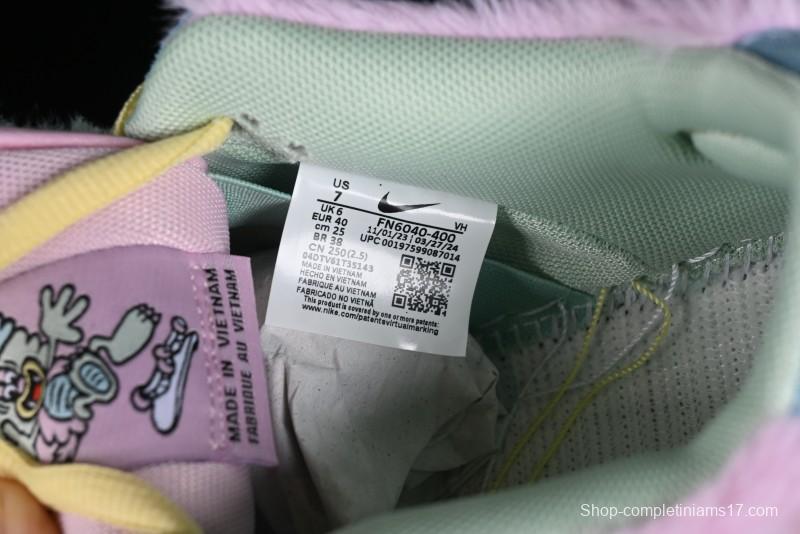 US
7
UK 6
EUR 40
cm 25
BR 38
CN 250(2.5)
FN6040-400
VH
11/01/23 | 03/27/24
UPC 00197599087014
04DTV61T35143
MADE IN VIETNAM
HECHO EN VIETNAM
FABRIQUE AU VIETNAM
FABRICADO NO VIETNÃ
This product is covered by one or more patents:
www.nike.com/patentsvirtualmarking
MADE IN VIETNAM
FABRIQUE AU VIETNAM
Shop-completiniams17.com